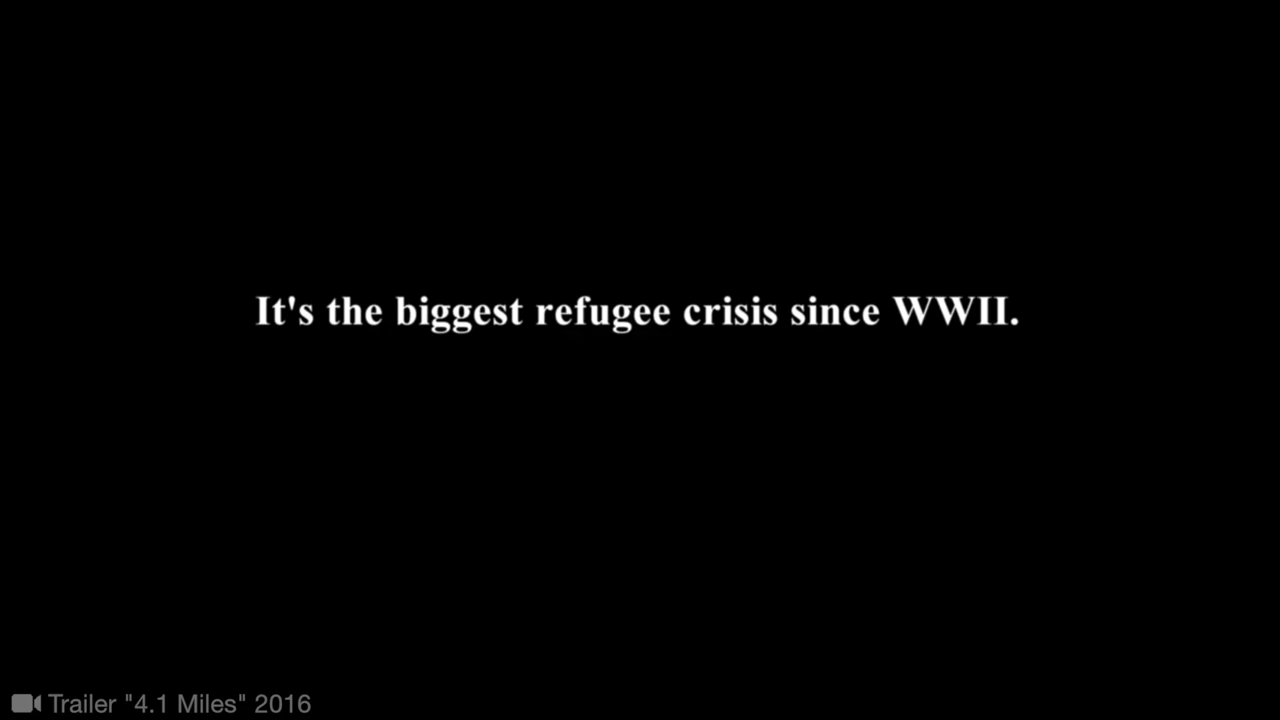 It's the biggest refugee crisis since WWII.
Trailer "4.1 Miles" 2016